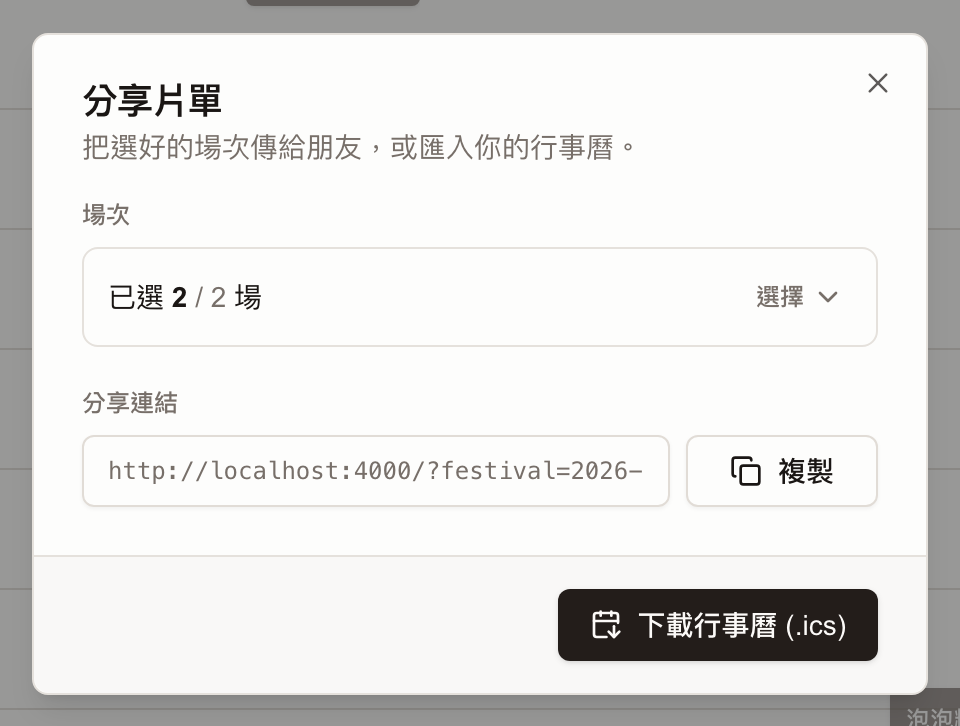 分享片單
把選好的場次傳給朋友，或匯入你的行事曆。
場次
已選 2 / 2 場
選擇
分享連結
http://localhost:4000/?festival=2026-
複製
下載行事曆 (.ics)
泡泡